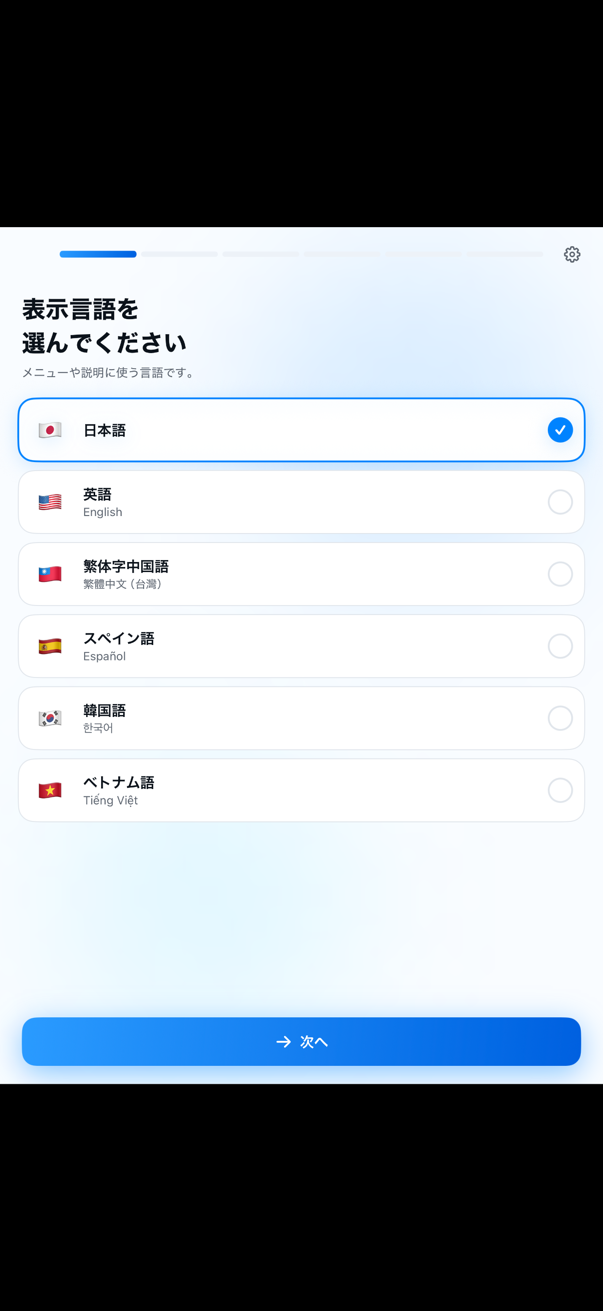 表示言語を
選んでください
メニューや説明に使う言語です。
日本語
英語
English
繁体字中国語
繁體中文（台灣）
スペイン語
Español
韓国語
한국어
ベトナム語
Tiếng Việt
次へ